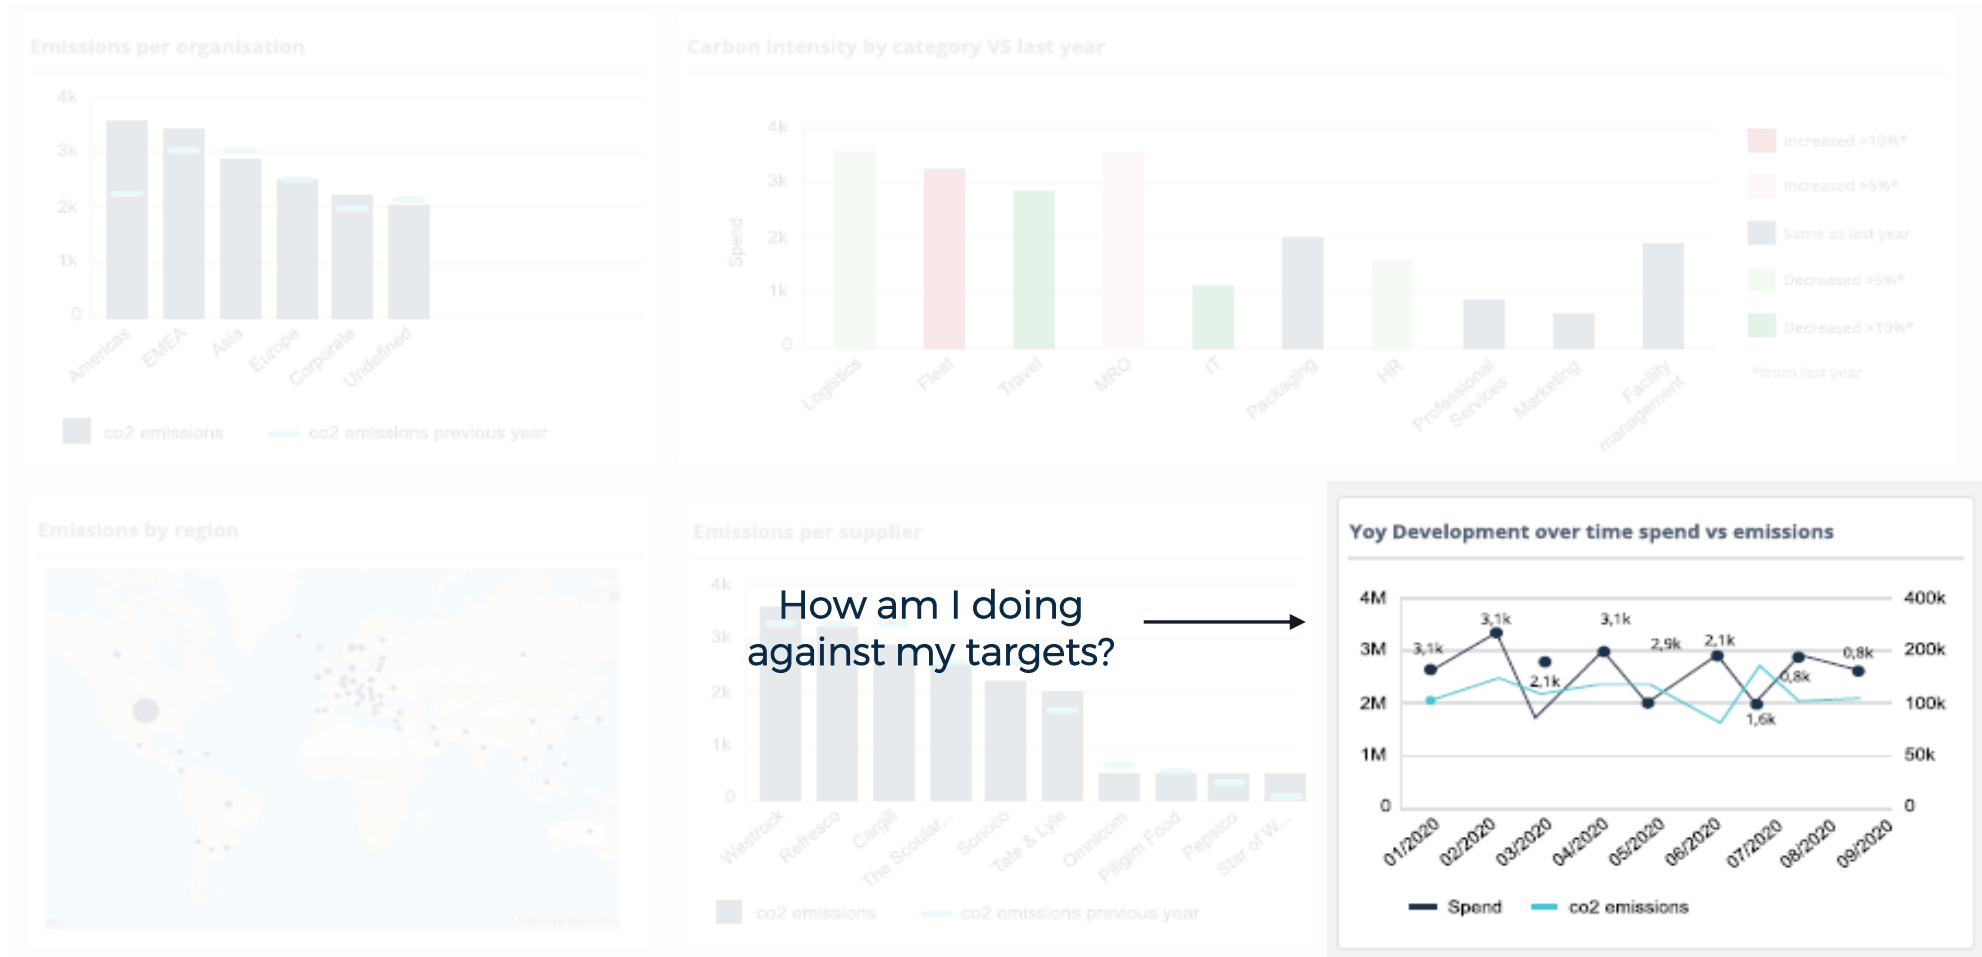 Emissions per organisation
4k
3k
2k
1k
0
Americas
EMEA
Asia
Europe
Corporate
Undefined
co2 emissions
co2 emissions previous year
Carbon intensity by category VS last year
Spend
4k
3k
2k
1k
0
Logistics
Fleet
Travel
MRO
IT
Packaging
HR
Professional
Services
Marketing
Facility
management
Increased >10%*
Increased >5%*
Same as last year
Decreased >5%*
Decreased >10%*
*from last year
Emissions by region
Emissions per supplier
4k
3k
2k
1k
0
How am I doing
against my targets?
Westrock
Refresco
Cargill
The Scoular...
Sonoco
Tate & Lyle
Omnicom
Piligim Food
Pepsico
Star of W...
co2 emissions
co2 emissions previous year
Yoy Development over time spend vs emissions
4M
3M
2M
1M
0
400k
200k
100k
50k
0
3,1k
3,1k
2,1k
3,1k
2,9k
2,1k
1,6k
0,8k
0,8k
01/2020
02/2020
03/2020
04/2020
05/2020
06/2020
07/2020
08/2020
09/2020
Spend
co2 emissions